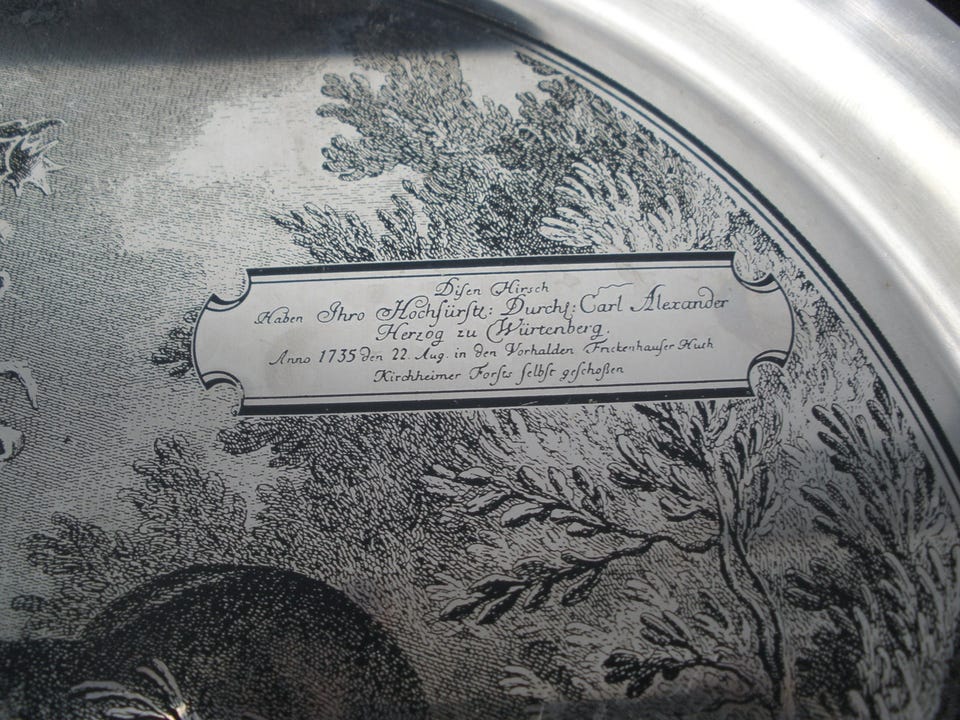 Diſen Hirsch
Haben Ihro Hochfürſtl: Durchl: Carl Alexander
Herzog zu Würtenberg.
Anno 1735 den 22. Aug. in den Vorhalden Frickenhauſer Huth
Kirchheimer Forſts ſelbſt geſchoßen